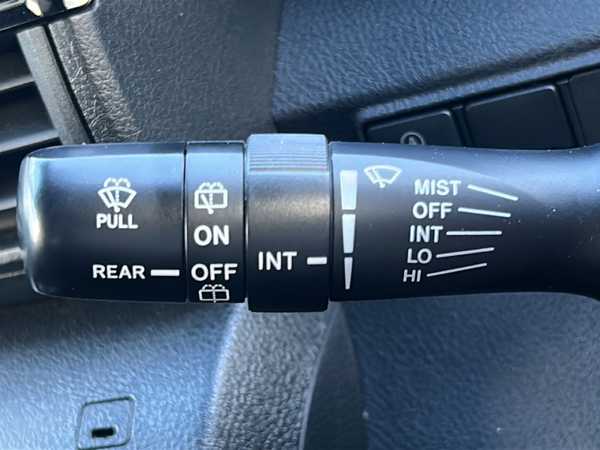 PULL
REAR
ON
OFF
INT
MIST
OFF
INT
LO
HI